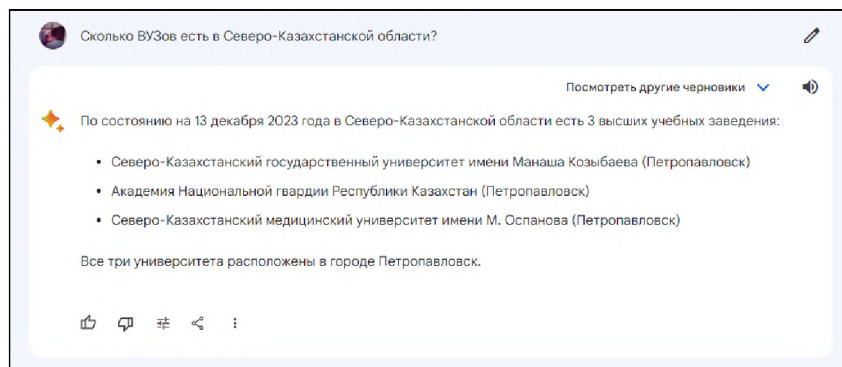 Сколько ВУЗов есть в Северо-Казахстанской области?
Посмотреть другие черновики
По состоянию на 13 декабря 2023 года в Северо-Казахстанской области есть 3 высших учебных заведения:
• Северо-Казахстанский государственный университет имени Манаша Козыбаева (Петропавловск)
• Академия Национальной гвардии Республики Казахстан (Петропавловск)
• Северо-Казахстанский медицинский университет имени М. Оспанова (Петропавловск)
Все три университета расположены в городе Петропавловск.